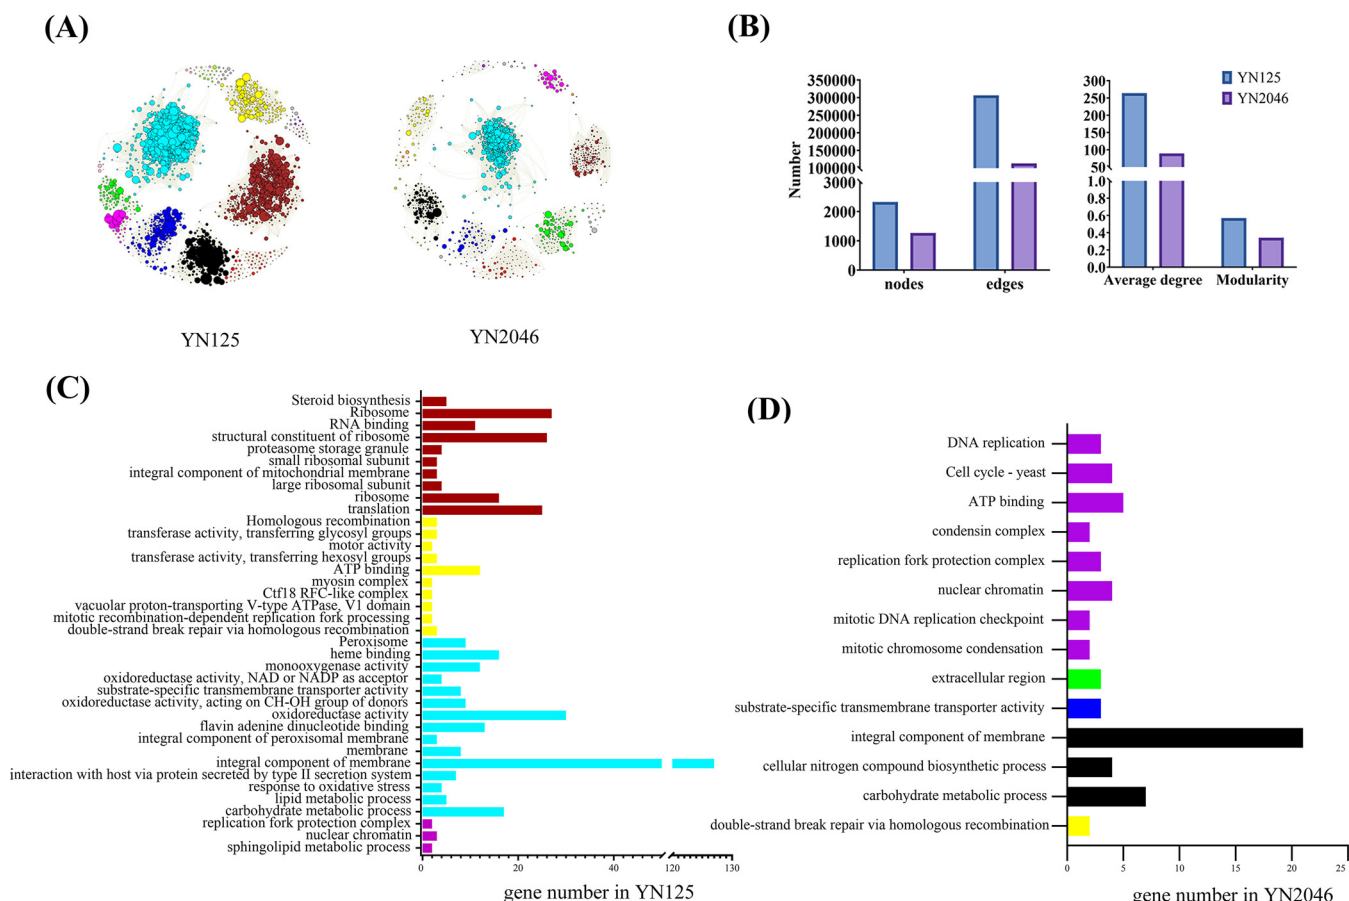 (A)
YN125
YN2046
(B)
Number
350000
300000
250000
200000
150000
100000
3000
2000
1000
0
nodes
edges
300
250
200
150
100
50
1.0
0.8
0.6
0.4
0.2
0.0
Average degree
Modularity
YN125
YN2046
(C)
Steroid biosynthesis
Ribosome
RNA binding
structural constituent of ribosome
proteasome storage granule
small ribosomal subunit
integral component of mitochondrial membrane
large ribosomal subunit
ribosome
translation
Homologous recombination
transferase activity, transferring glycosyl groups
motor activity
transferase activity, transferring hexosyl groups
ATP binding
myosin complex
Ctf18 RFC-like complex
vacuolar proton-transporting V-type ATPase, V1 domain
mitotic recombination-dependent replication fork processing
double-strand break repair via homologous recombination
Peroxisome
heme binding
monooxygenase activity
oxidoreductase activity, NAD or NADP as acceptor
substrate-specific transmembrane transporter activity
oxidoreductase activity, acting on CH-OH group of donors
oxidoreductase activity
flavin adenine dinucleotide binding
integral component of peroxisomal membrane
membrane
integral component of membrane
interaction with host via protein secreted by type II secretion system
response to oxidative stress
lipid metabolic process
carbohydrate metabolic process
replication fork protection complex
nuclear chromatin
sphingolipid metabolic process
0 20 40 120 130
gene number in YN125
(D)
DNA replication
Cell cycle - yeast
ATP binding
condensin complex
replication fork protection complex
nuclear chromatin
mitotic DNA replication checkpoint
mitotic chromosome condensation
extracellular region
substrate-specific transmembrane transporter activity
integral component of membrane
cellular nitrogen compound biosynthetic process
carbohydrate metabolic process
double-strand break repair via homologous recombination
0 5 10 15 20 25
gene number in YN2046